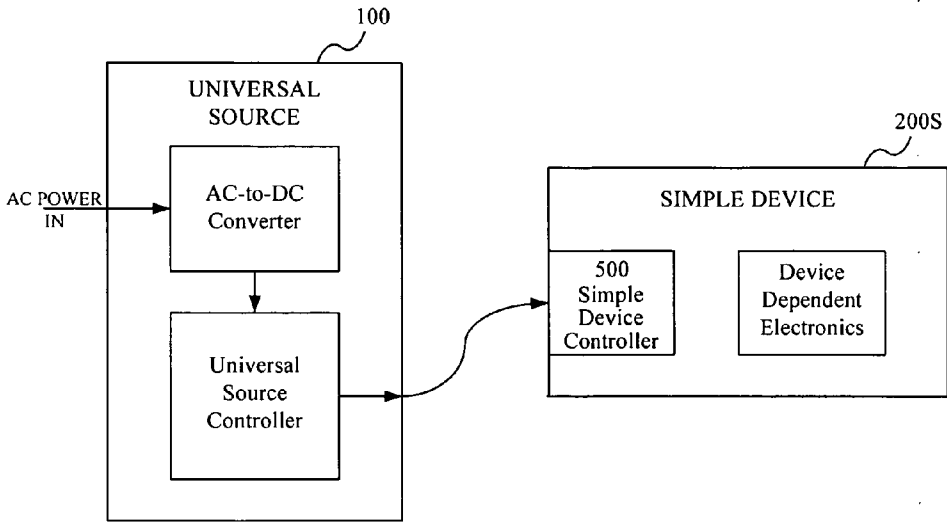 100
UNIVERSAL
SOURCE
AC POWER
IN
AC-to-DC
Converter
Universal
Source
Controller
200S
SIMPLE DEVICE
500
Simple
Device
Controller
Device
Dependent
Electronics